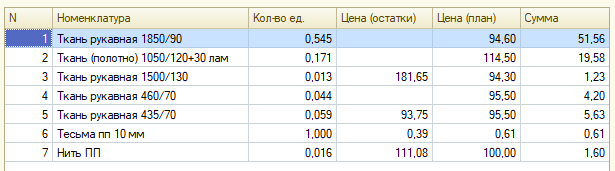 N Номенклатура Кол-во ед. Цена (остатки) Цена (план) Сумма
1 Ткань рукавная 1850/90 0,545 94,60 51,56
2 Ткань (полотно) 1050/120+30 лам 0,171 114,50 19,58
3 Ткань рукавная 1500/130 0,013 181,65 94,30 1,23
4 Ткань рукавная 460/70 0,044 95,50 4,20
5 Ткань рукавная 435/70 0,059 93,75 95,50 5,63
6 Тесьма пп 10 мм 1,000 0,39 0,61 0,61
7 Нить ПП 0,016 111,08 100,00 1,60